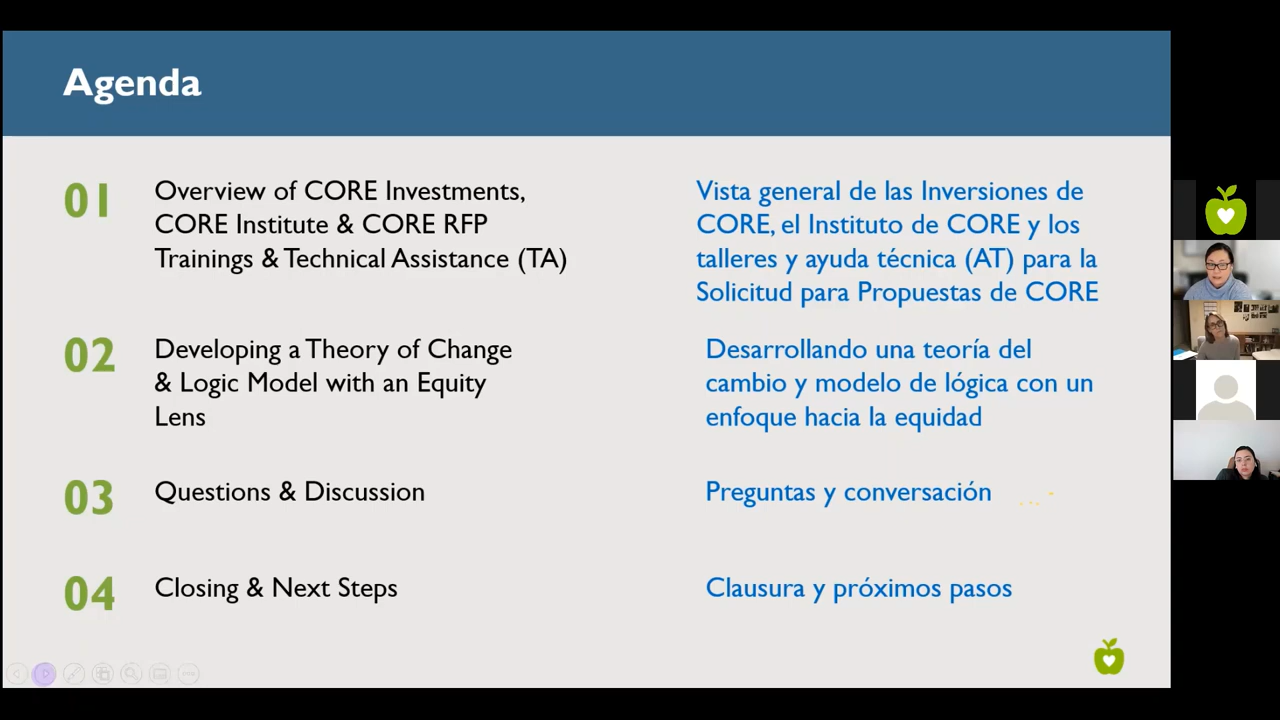 Agenda
01
Overview of CORE Investments,
CORE Institute & CORE RFP
Trainings & Technical Assistance (TA)
Vista general de las Inversiones de
CORE, el Instituto de CORE y los
talleres y ayuda técnica (AT) para la
Solicitud para Propuestas de CORE
02
Developing a Theory of Change
& Logic Model with an Equity
Lens
Desarrollando una teoría del
cambio y modelo de lógica con un
enfoque hacia la equidad
03
Questions & Discussion
Preguntas y conversación
04
Closing & Next Steps
Clausura y próximos pasos